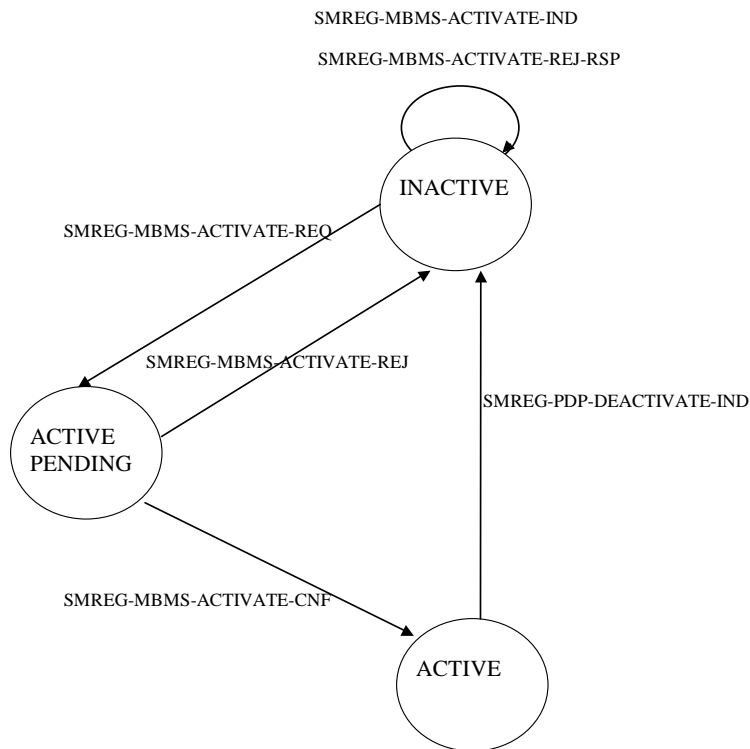 SMREG-MBMS-ACTIVATE-IND
SMREG-MBMS-ACTIVATE-REJ-RSP
INACTIVE
SMREG-MBMS-ACTIVATE-REQ
SMREG-MBMS-ACTIVATE-REJ
SMREG-PDP-DEACTIVATE-IND
ACTIVE
PENDING
SMREG-MBMS-ACTIVATE-CNF
ACTIVE